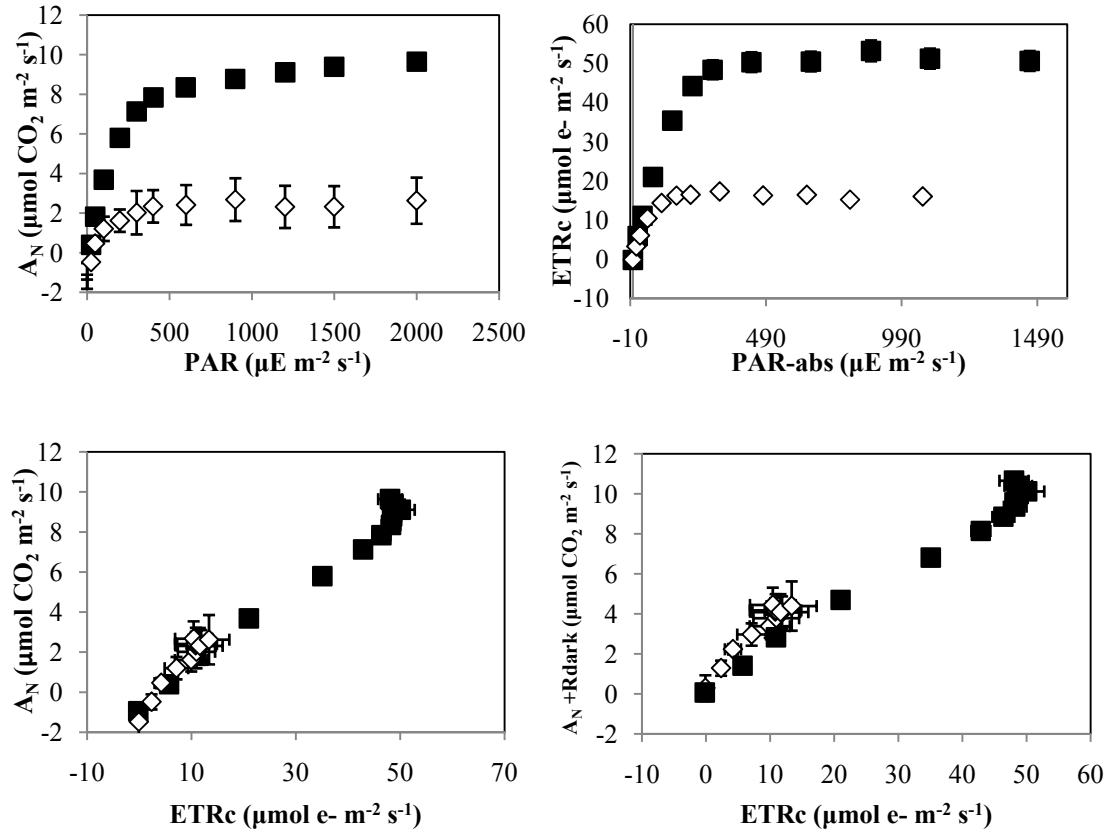 12
10
8
6
4
2
0
-2
A_N (µmol CO₂ m⁻² s⁻¹)
0 500 1000 1500 2000 2500
PAR (µE m⁻² s⁻¹)
60
50
40
30
20
10
0
-10
ETRc (µmol e- m⁻² s⁻¹)
-10 490 990 1490
PAR-abs (µE m⁻² s⁻¹)
12
10
8
6
4
2
0
-2
A_N (µmol CO₂ m⁻² s⁻¹)
-10 10 30 50 70
ETRc (µmol e- m⁻² s⁻¹)
12
10
8
6
4
2
0
-2
A_N +Rdark (µmol CO₂ m⁻² s⁻¹)
-10 0 10 20 30 40 50 60
ETRc (µmol e- m⁻² s⁻¹)